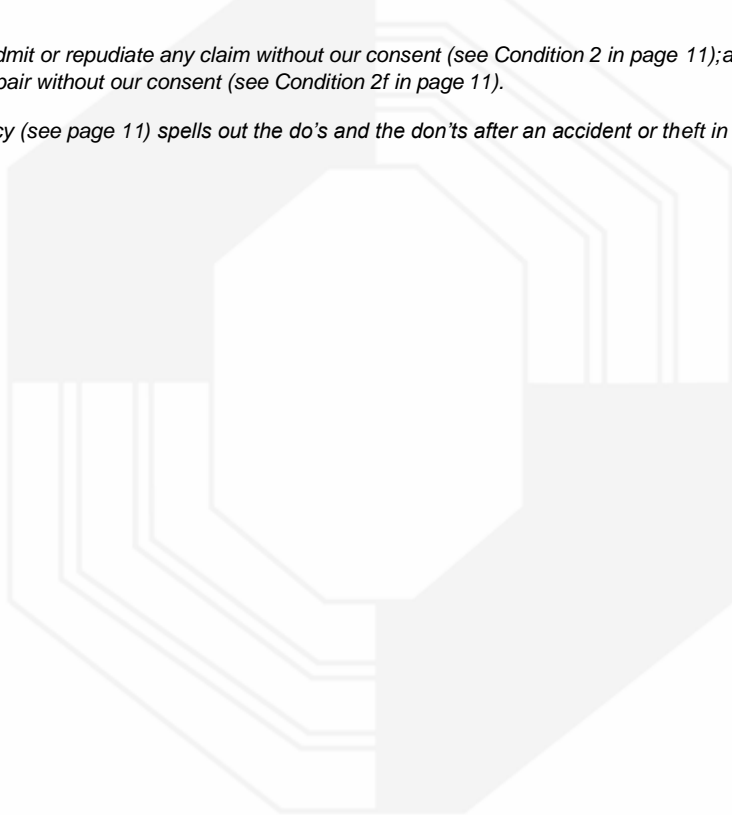 dmit or repudiate any claim without our consent (see Condition 2 in page 11);a
pair without our consent (see Condition 2f in page 11).
cy (see page 11) spells out the do's and the don'ts after an accident or theft in